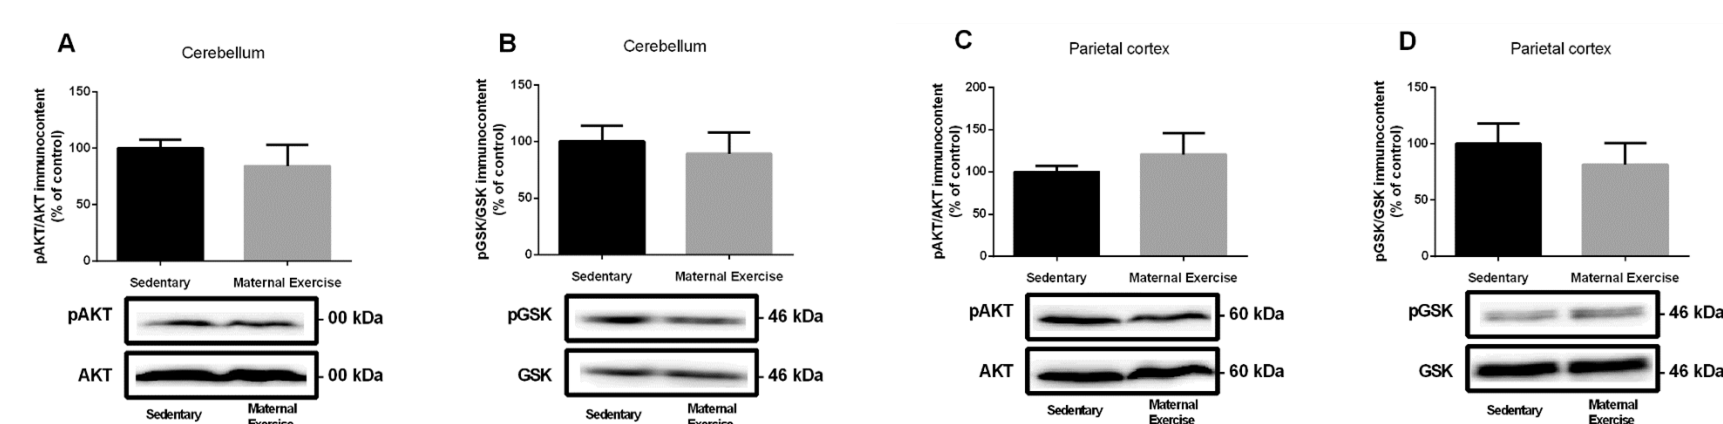 A
Cerebellum
pAKT/AKT immunocontent
(% of control)
150
100
50
0
Sedentary
Maternal Exercise
pAKT
00 kDa
AKT
00 kDa
Sedentary
Maternal
Exercise
B
Cerebellum
pGSK/GSK immunocontent
(% of control)
150
100
50
0
Sedentary
Maternal Exercise
pGSK
46 kDa
GSK
46 kDa
Sedentary
Maternal
Exercise
C
Parietal cortex
pAKT/AKT immunocontent
(% of control)
200
150
100
50
0
Sedentary
Maternal Exercise
pAKT
60 kDa
AKT
60 kDa
Sedentary
Maternal
Exercise
D
Parietal cortex
pGSK/GSK immunocontent
(% of control)
150
100
50
0
Sedentary
Maternal Exercise
pGSK
46 kDa
GSK
46 kDa
Sedentary
Maternal
Exercise